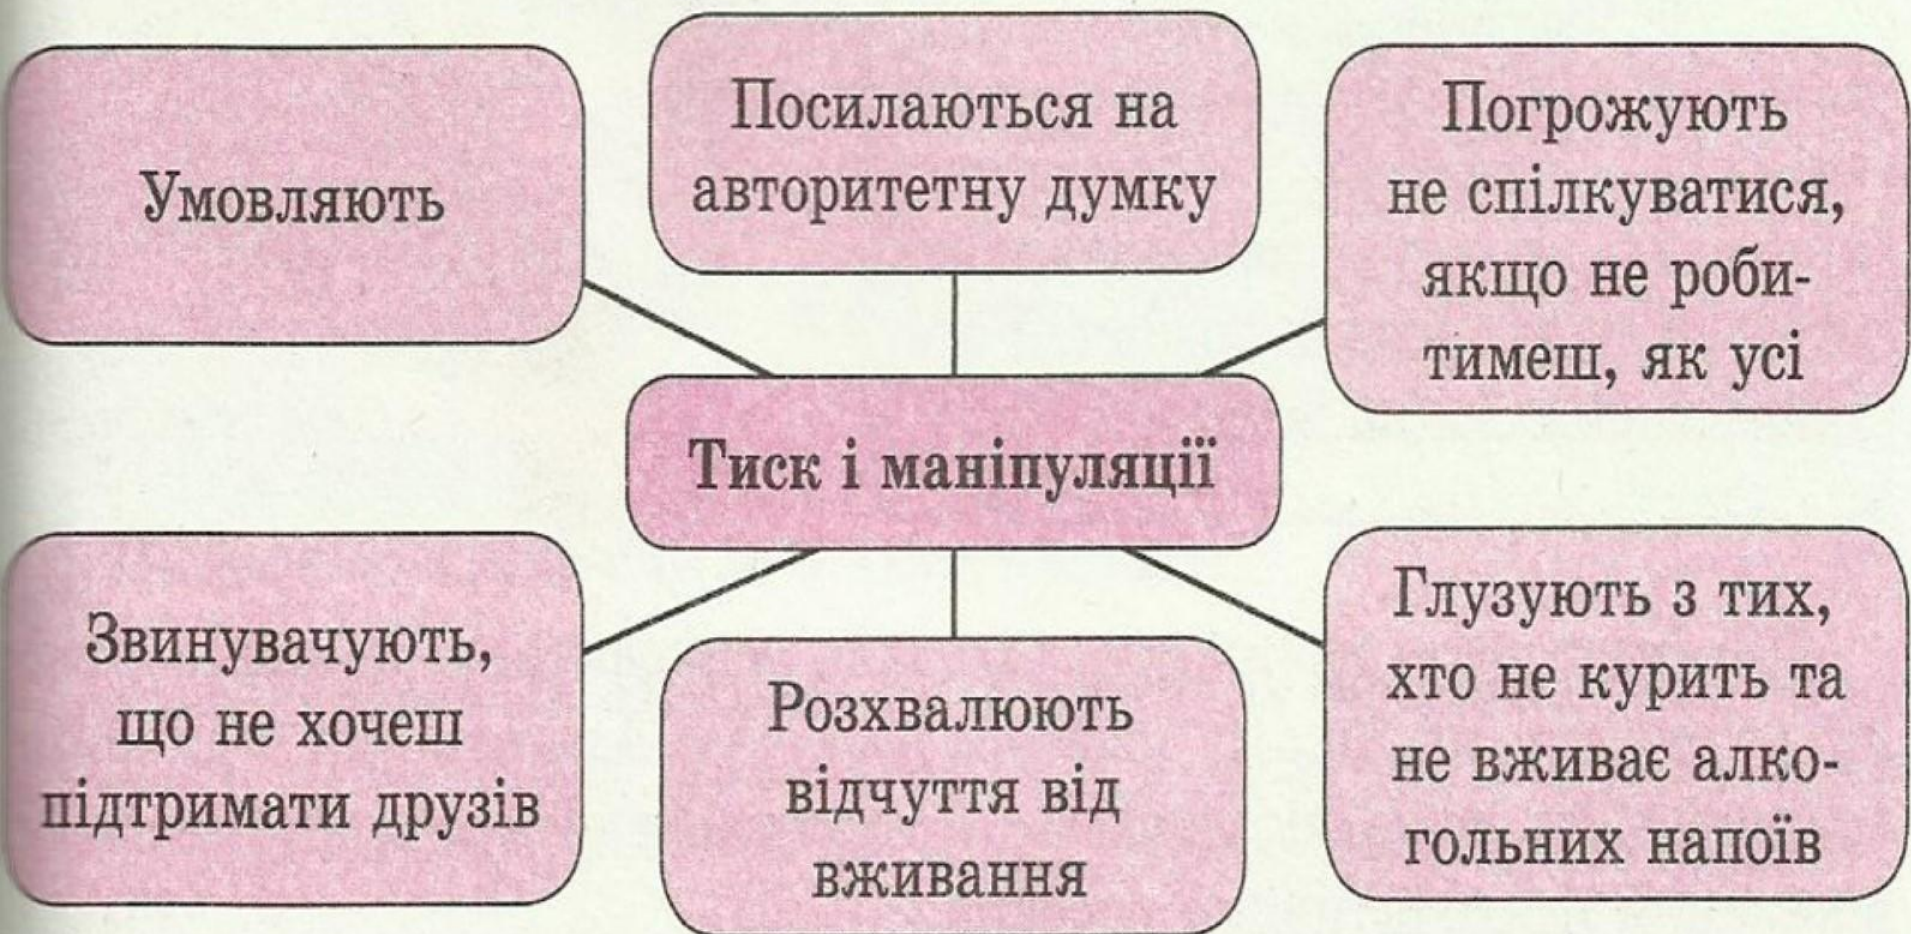 Умовляють
Посилаються на
авторитетну думку
Погрожують
не спілкуватися,
якщо не роби-
тимеш, як усі
Тиск і маніпуляції
Звинувачують,
що не хочеш
підтримати друзів
Розхвалюють
відчуття від
вживання
Глузують з тих,
хто не курить та
не вживає алко-
гольних напоїв